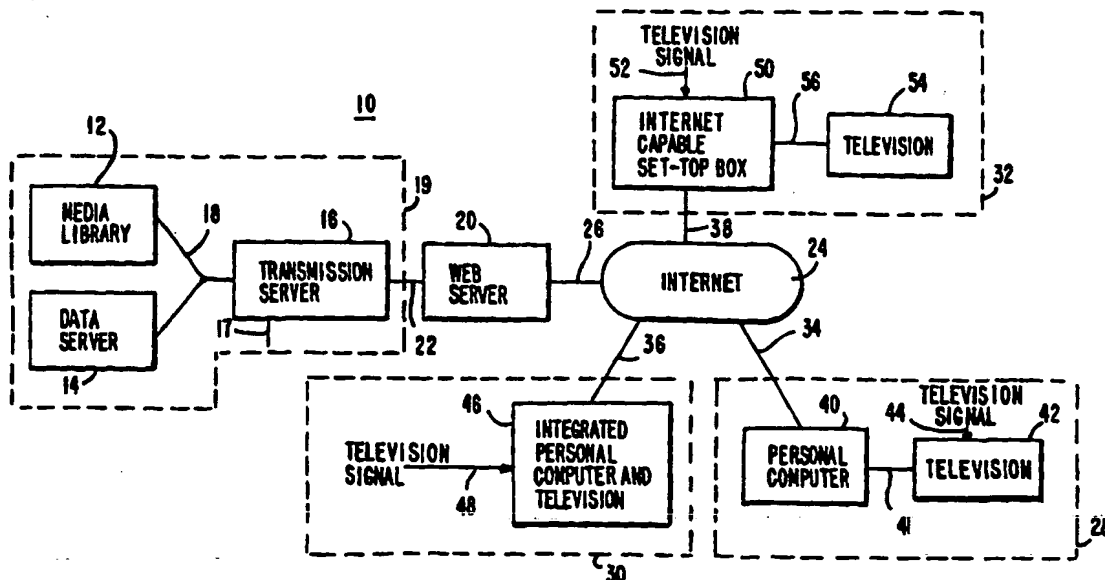 TELEVISION
SIGNAL
52
50
56
54
INTERNET
CAPABLE
SET-TOP BOX
TELEVISION
32
10
12
MEDIA
LIBRARY
18
16
19
TRANSMISSION
SERVER
17
DATA
SERVER
14
20
WEB
SERVER
22
26
38
INTERNET
24
36
34
46
TELEVISION
SIGNAL
48
INTEGRATED
PERSONAL
COMPUTER AND
TELEVISION
30
40
PERSONAL
COMPUTER
41
TELEVISION
SIGNAL
44
42
TELEVISION